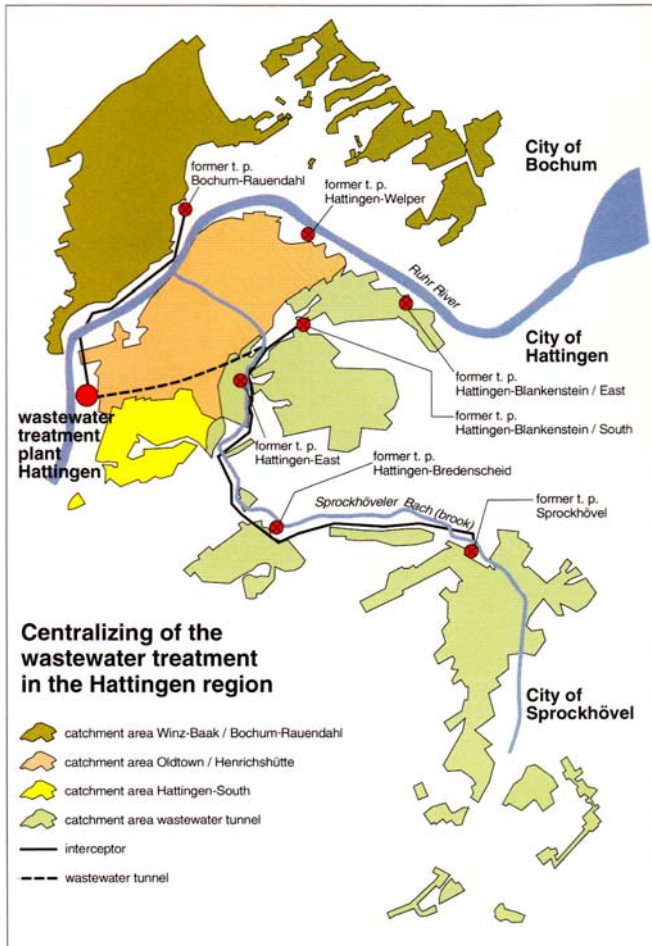 City of
Bochum
former t. p.
Bochum-Rauendahl
former t. p.
Hattingen-Welper
Ruhr River
City of
Hattingen
former t. p.
Hattingen-Blankenstein / East
former t. p.
Hattingen-Blankenstein / South
wastewater
treatment
plant
Hattingen
former t. p.
Hattingen-East
former t. p.
Hattingen-Bredenscheid
Sprockhöveler Bach (brook)
former t. p.
Sprockhövel
City of
Sprockhövel
Centralizing of the
wastewater treatment
in the Hattingen region
catchment area Winz-Baak / Bochum-Rauendahl
catchment area Oldtown / Henrichshütte
catchment area Hattingen-South
catchment area wastewater tunnel
interceptor
wastewater tunnel